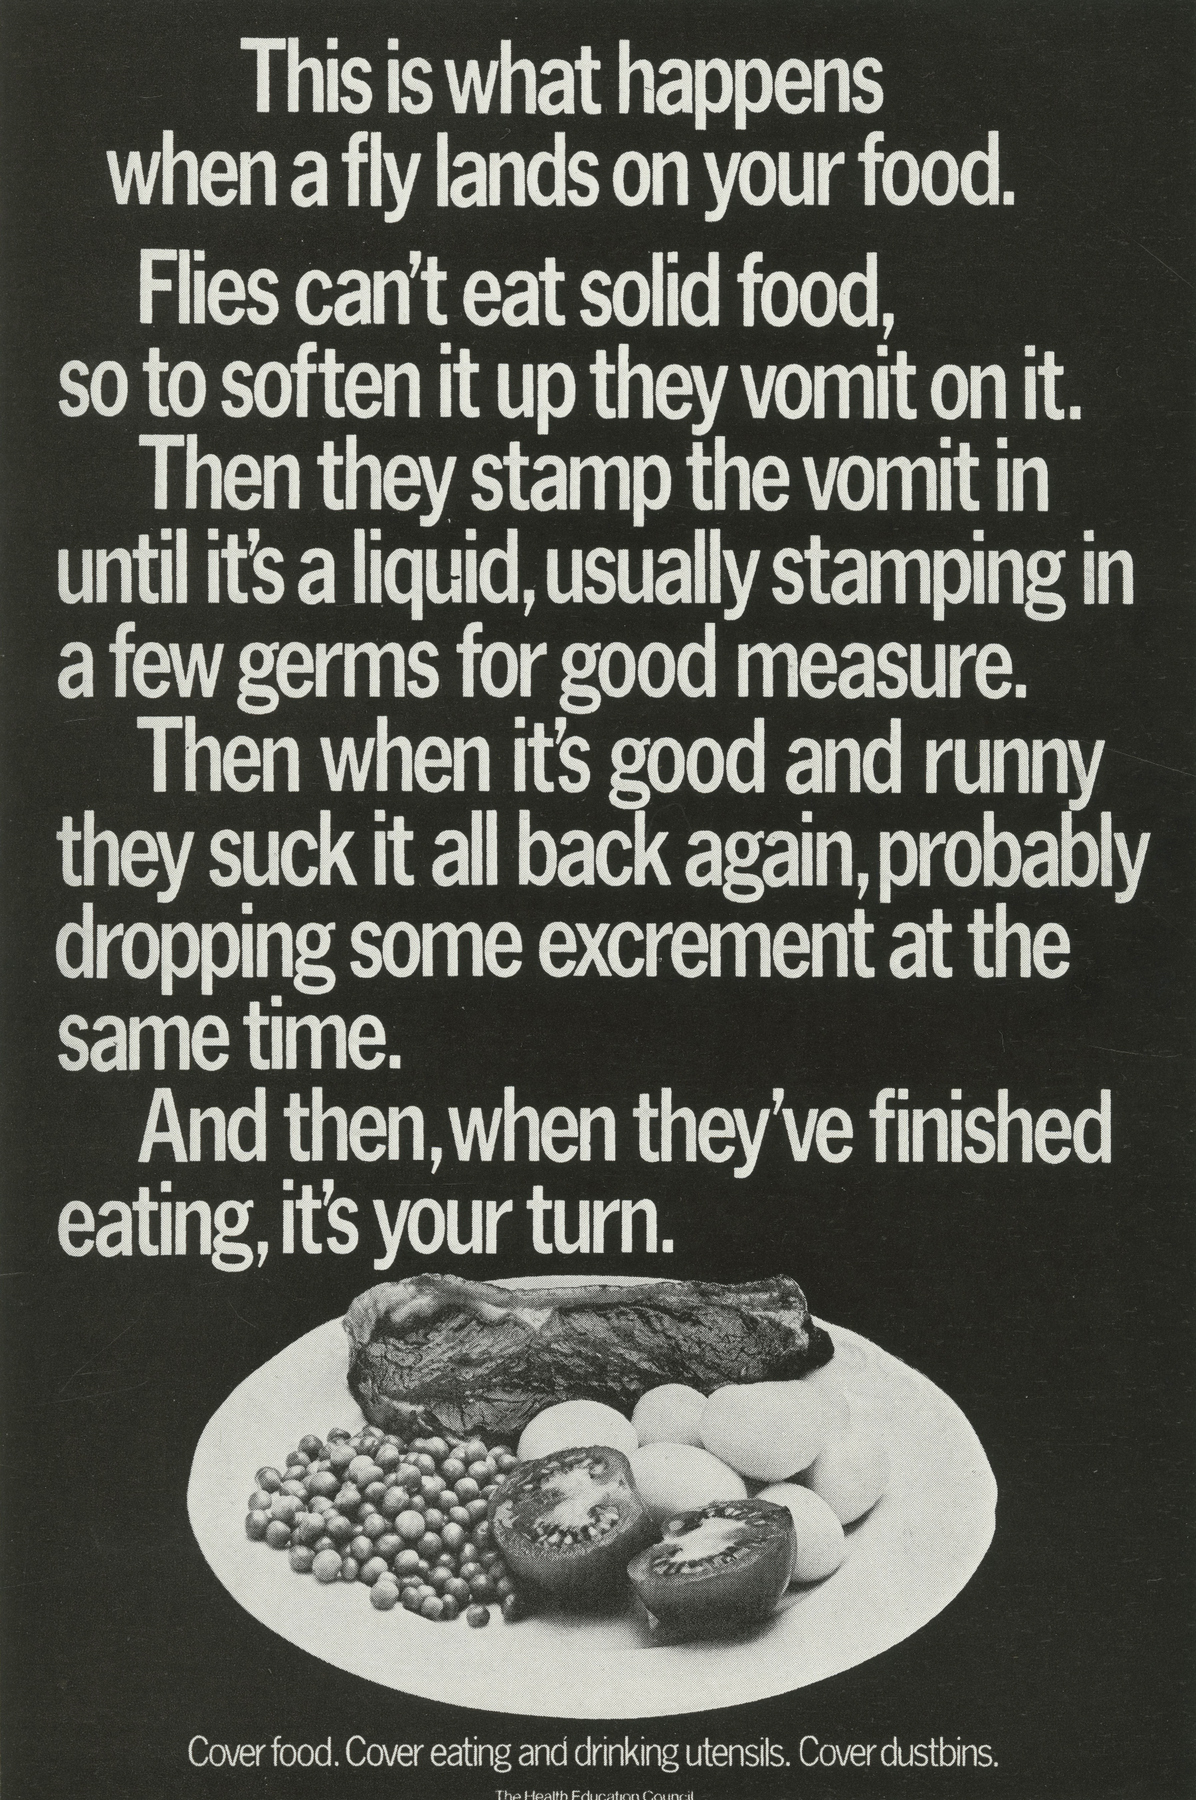 This is what happens
when a fly lands on your food.
Flies can't eat solid food,
so to soften it up they vomit on it.
Then they stamp the vomit in
until it's a liquid, usually stamping in
a few germs for good measure.
Then when it's good and runny
they suck it all back again, probably
dropping some excrement at the
same time.
And then, when they've finished
eating, it's your turn.
Cover food. Cover eating and drinking utensils. Cover dustbins.
The Health Education Council